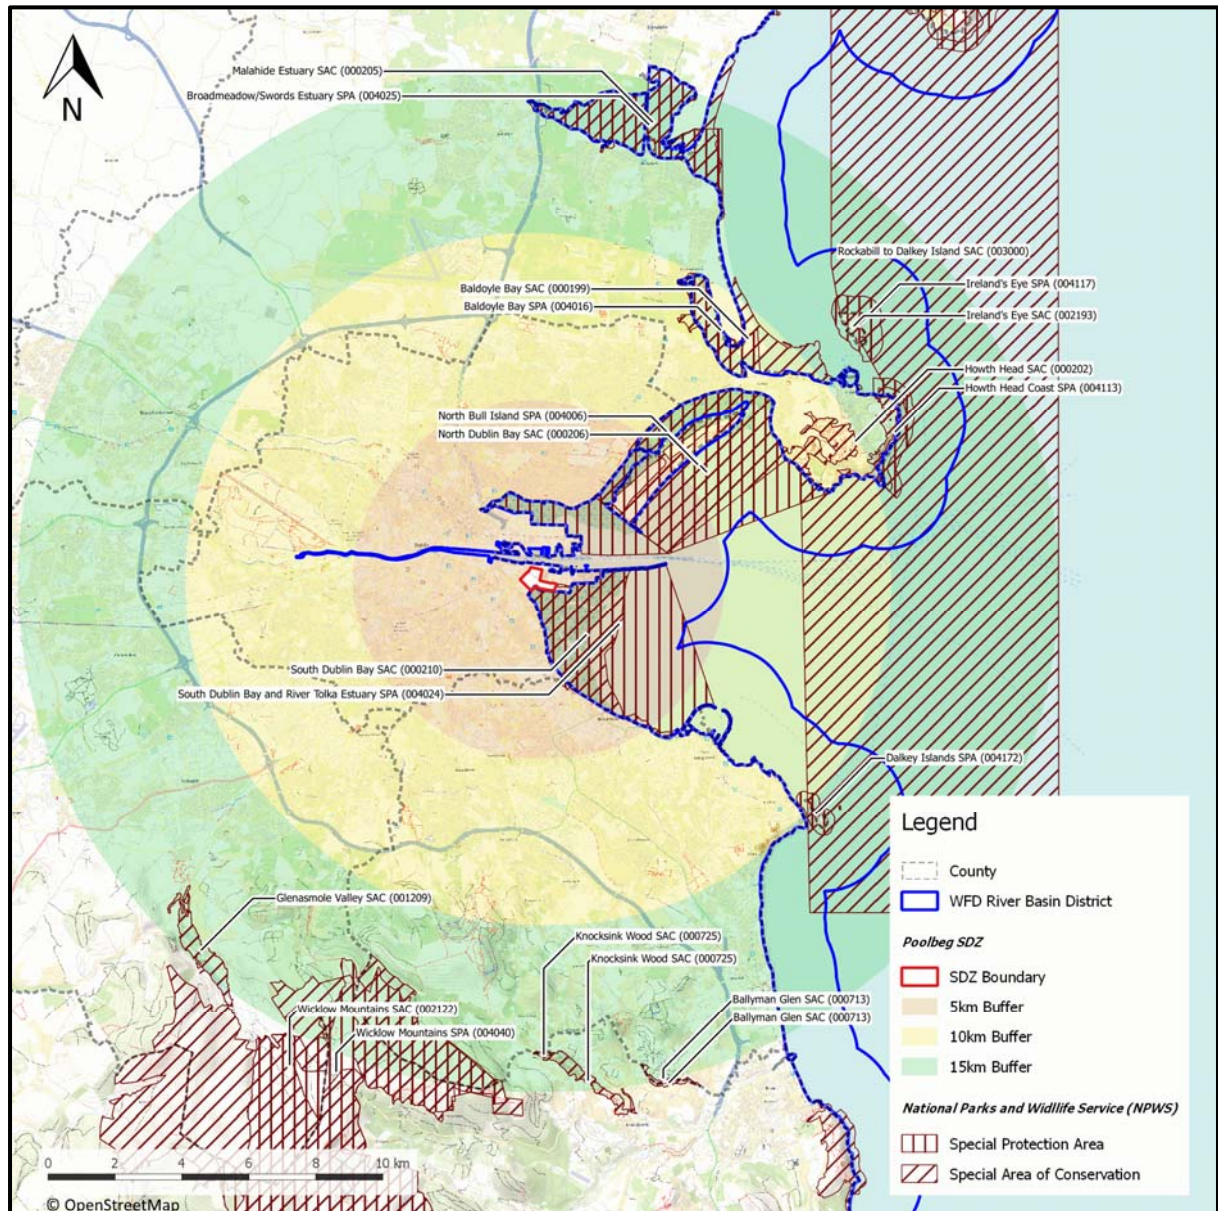 N
Malahide Estuary SAC (000205)
Broadmeadow/Swords Estuary SPA (004025)
Rockabill to Dalkey Island SAC (003000)
Baldoyle Bay SAC (000199)
Ireland's Eye SPA (004117)
Baldoyle Bay SPA (004016)
Ireland's Eye SAC (002193)
Howth Head SAC (000202)
Howth Head Coast SPA (004113)
North Bull Island SPA (004006)
North Dublin Bay SAC (000206)
South Dublin Bay SAC (000210)
South Dublin Bay and River Tolka Estuary SPA (004024)
Dalkey Islands SPA (004172)
Glenasmole Valley SAC (001209)
Knocksink Wood SAC (000725)
Knocksink Wood SAC (000725)
Ballyman Glen SAC (000713)
Ballyman Glen SAC (000713)
Wicklow Mountains SAC (002122)
Wicklow Mountains SPA (004040)
Legend
County
WFD River Basin District
Poolbeg SDZ
SDZ Boundary
5km Buffer
10km Buffer
15km Buffer
National Parks and Widllife Service (NPWS)
Special Protection Area
Special Area of Conservation
0 2 4 6 8 10 km
© OpenStreetMap